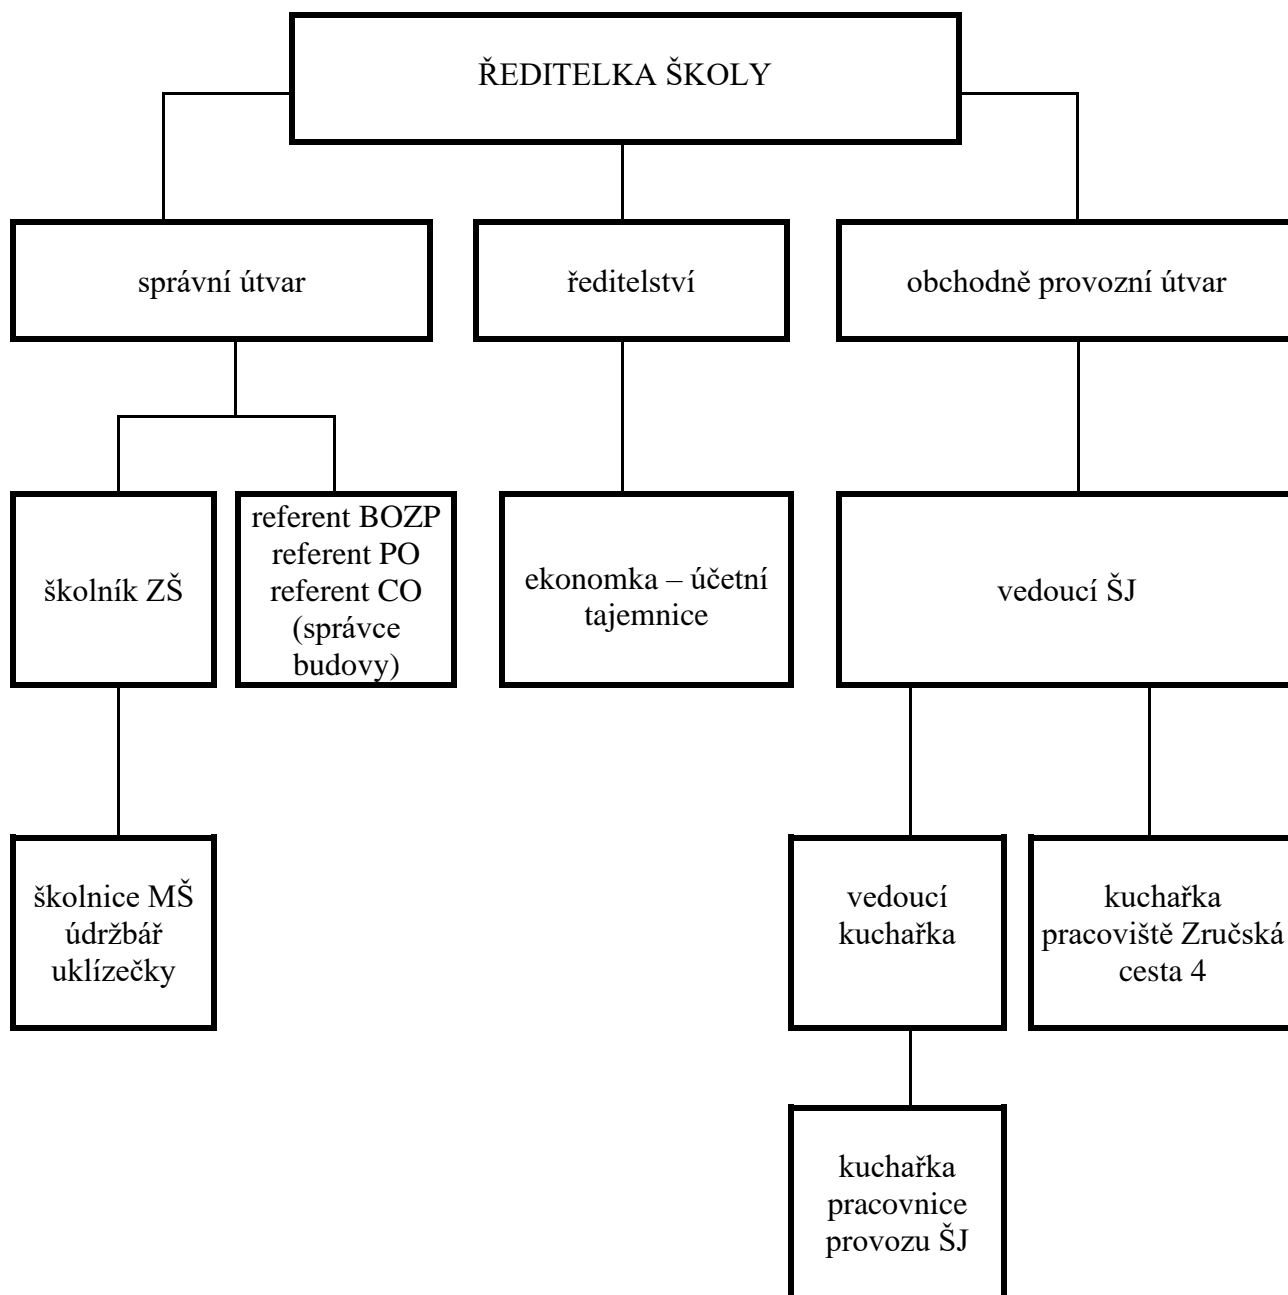 ŘEDITELKA ŠKOLY
správní útvar
ředitelství
obchodně provozní útvar
školník ZŠ
referent BOZP
referent PO
referent CO
(správce
budovy)
ekonomka – účetní
tajemnice
vedoucí ŠJ
školnice MŠ
údržbář
uklízečky
vedoucí
kuchařka
kuchařka
pracoviště Zručská
cesta 4
kuchařka
pracovnice
provozu ŠJ